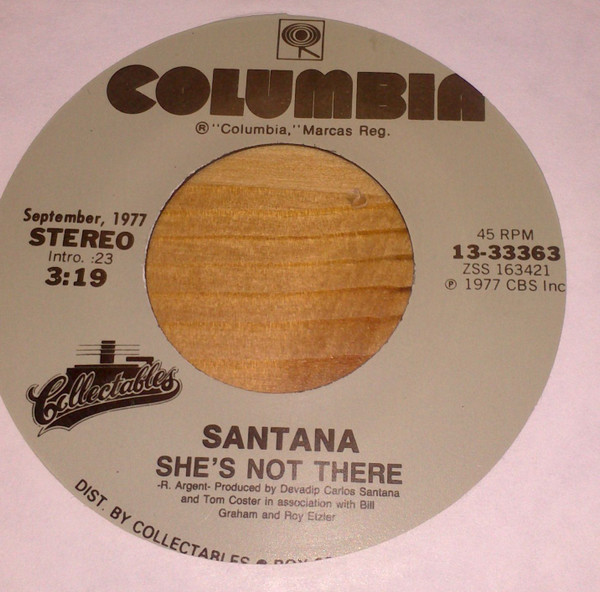 COLUMBIA
®"Columbia," Marcas Reg.
September, 1977
STEREO
Intro. :23
3:19
45 RPM
13-33363
ZSS 163421
℗ 1977 CBS Inc
Collectables
SANTANA
SHE'S NOT THERE
-R. Argent- Produced by Devadip Carlos Santana
and Tom Coster in association with Bill
Graham and Roy Etzler
DIST. BY COLLECTABLES • BOX